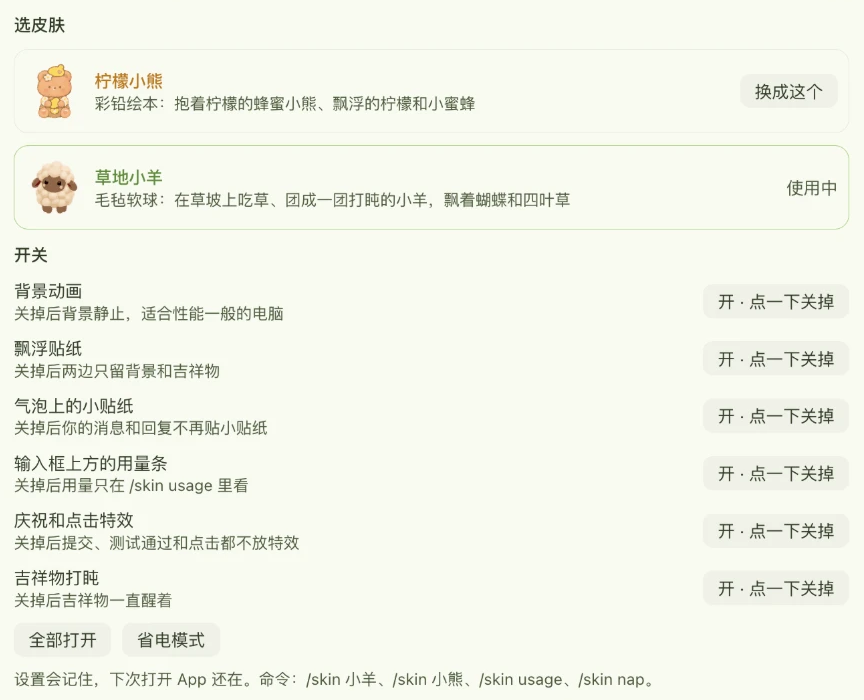 选皮肤
柠檬小熊
彩铅绘本：抱着柠檬的蜂蜜小熊、飘浮的柠檬和小蜜蜂
换成这个
草地小羊
毛毡软球：在草坡上吃草、团成一团打盹的小羊，飘着蝴蝶和四叶草
使用中
开关
背景动画
关掉后背景静止，适合性能一般的电脑
开 · 点一下关掉
飘浮贴纸
关掉后两边只留背景和吉祥物
开 · 点一下关掉
气泡上的小贴纸
关掉后你的消息和回复不再贴小贴纸
开 · 点一下关掉
输入框上方的用量条
关掉后用量只在 /skin usage 里看
开 · 点一下关掉
庆祝和点击特效
关掉后提交、测试通过和点击都不放特效
开 · 点一下关掉
吉祥物打盹
关掉后吉祥物一直醒着
开 · 点一下关掉
全部打开
省电模式
设置会记住，下次打开 App 还在。命令：/skin 小羊、/skin 小熊、/skin usage、/skin nap。